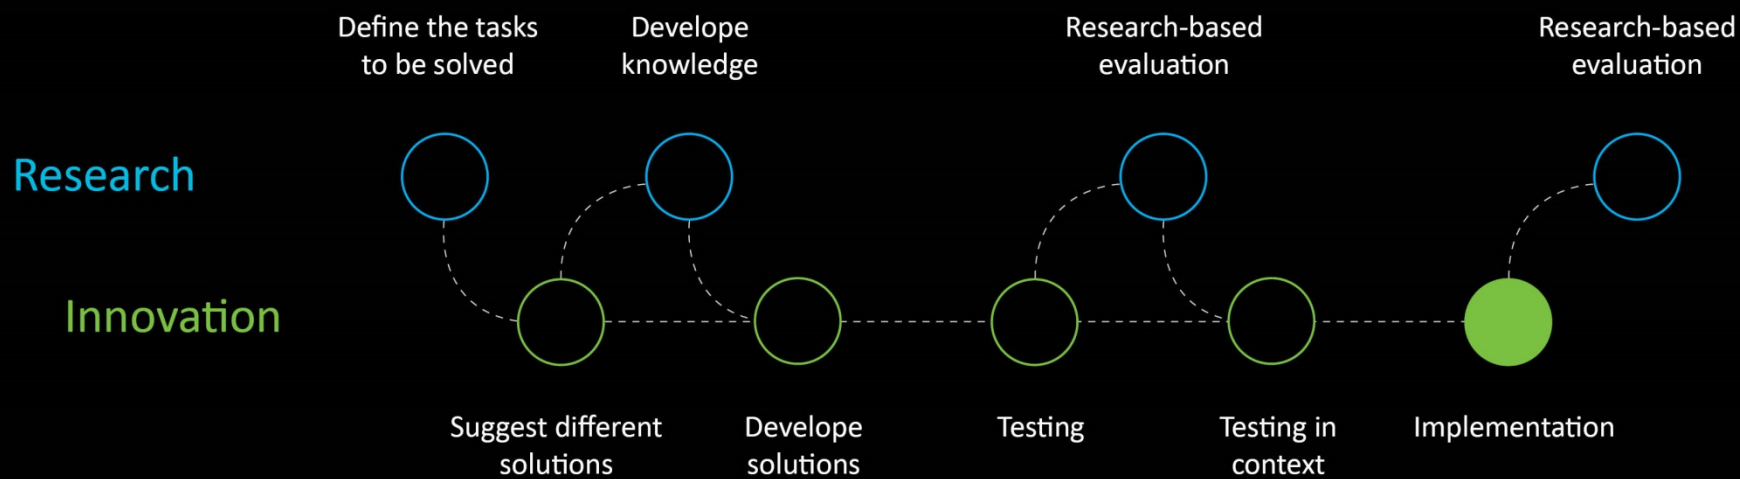 Define the tasks
to be solved
Develope
knowledge
Research-based
evaluation
Research-based
evaluation
Research
Innovation
Suggest different
solutions
Develope
solutions
Testing
Testing in
context
Implementation